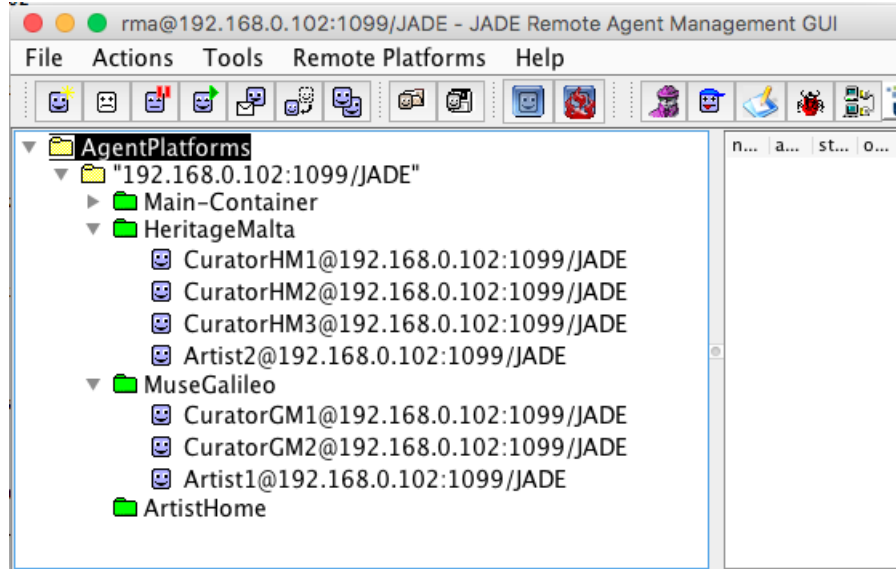 rma@192.168.0.102:1099/JADE - JADE Remote Agent Management GUI
File Actions Tools Remote Platforms Help
AgentPlatforms
n... a... st... o...
"192.168.0.102:1099/JADE"
Main-Container
HeritageMalta
CuratorHM1@192.168.0.102:1099/JADE
CuratorHM2@192.168.0.102:1099/JADE
CuratorHM3@192.168.0.102:1099/JADE
Artist2@192.168.0.102:1099/JADE
MuseGalileo
CuratorGM1@192.168.0.102:1099/JADE
CuratorGM2@192.168.0.102:1099/JADE
Artist1@192.168.0.102:1099/JADE
ArtistHome